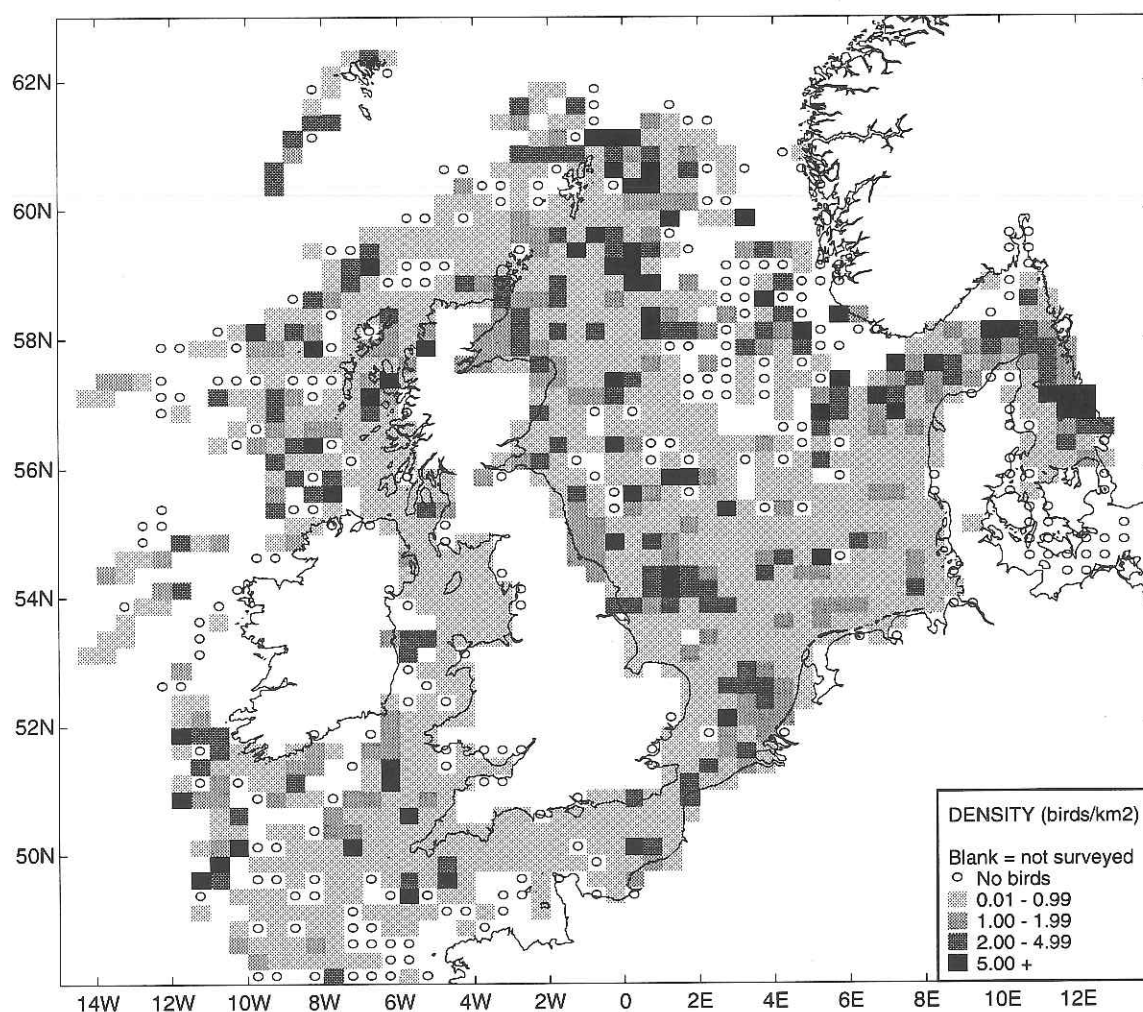 62N
60N
58N
56N
54N
52N
50N
14W 12W 10W 8W 6W 4W 2W 0 2E 4E 6E 8E 10E 12E
DENSITY (birds/km2)
Blank = not surveyed
No birds
0.01 - 0.99
1.00 - 1.99
2.00 - 4.99
5.00 +